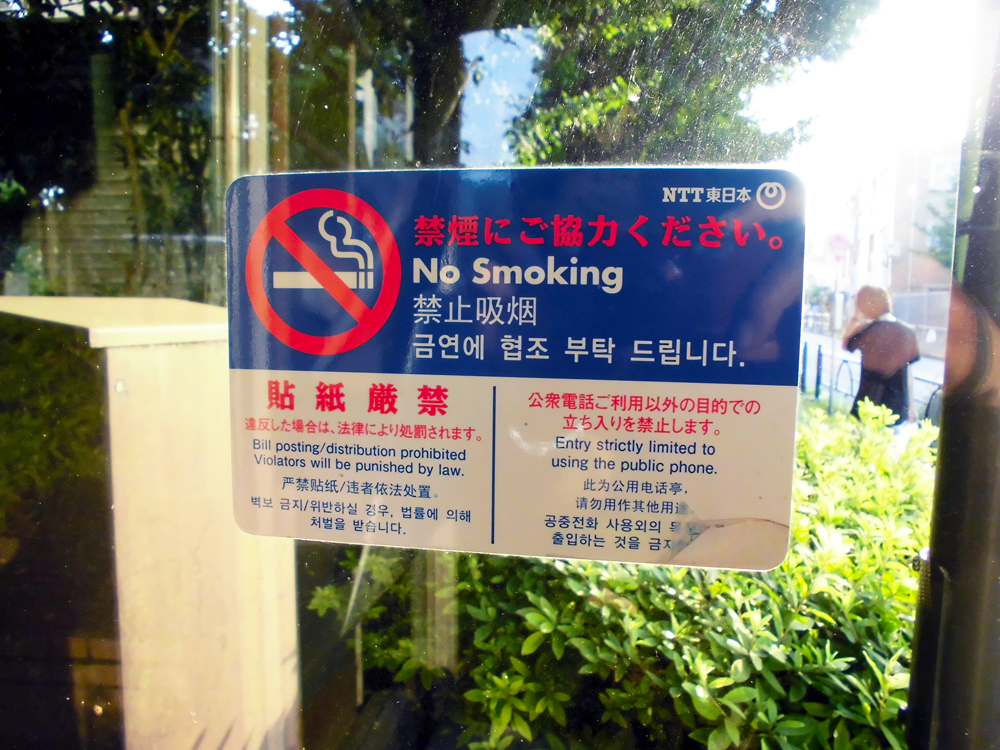 NTT東日本
禁煙にご協力ください。
No Smoking
禁止吸烟
금연에 협조 부탁 드립니다.
貼紙厳禁
違反した場合は、法律により処罰されます。
Bill posting/distribution prohibited
Violators will be punished by law.
严禁贴纸/违者依法处置。
벽보 금지/위반하실 경우, 법률에 의해
처벌을 받습니다.
公衆電話ご利用以外の目的での
立ち入りを禁止します。
Entry strictly limited to
using the public phone.
此为公用电话亭，
请勿用作其他用途
공중전화 사용외의
출입하는 것을 금지